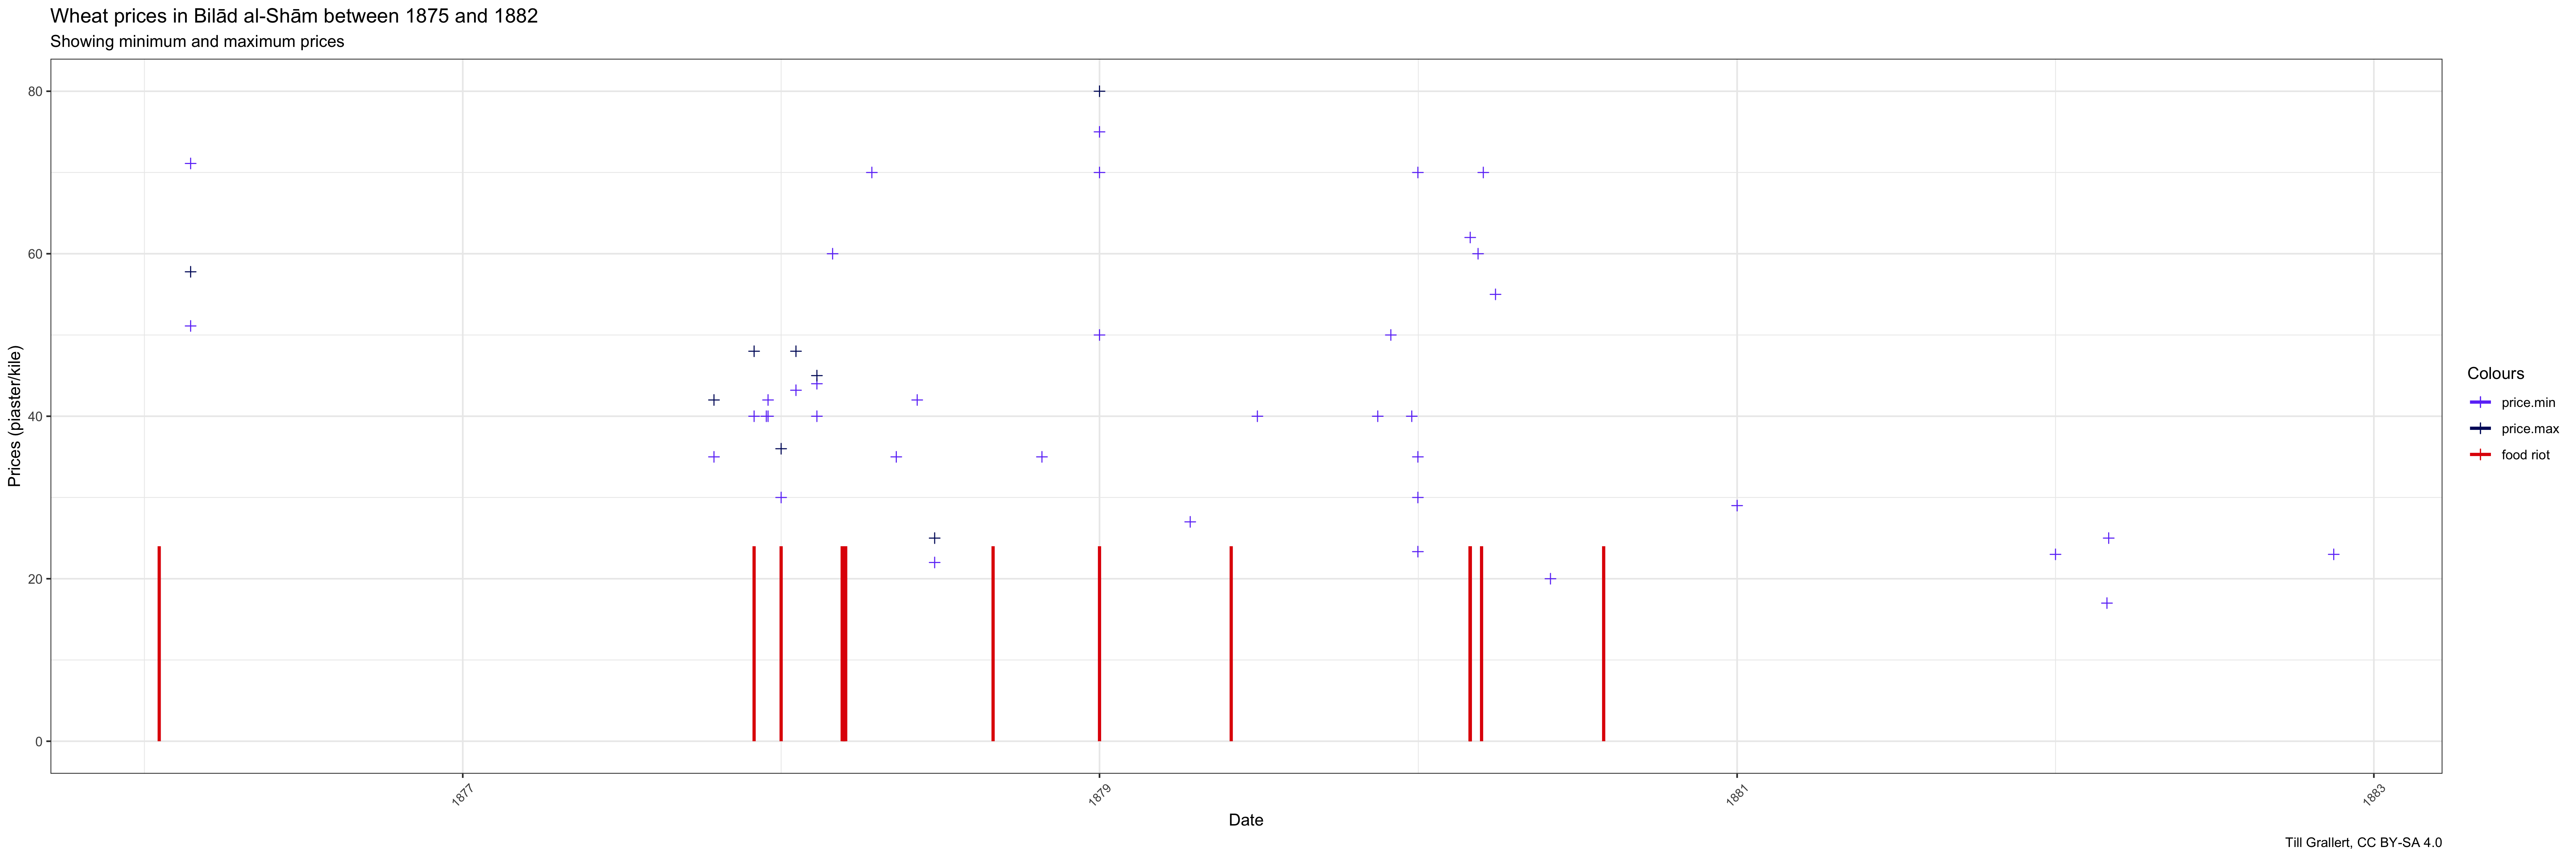 Wheat prices in Bilād al-Shām between 1875 and 1882
Showing minimum and maximum prices
Prices (piaster/kile)
80
60
40
20
0
1877
1879
1881
1883
Date
Colours
price.min
price.max
food riot
Till Grallert, CC BY-SA 4.0